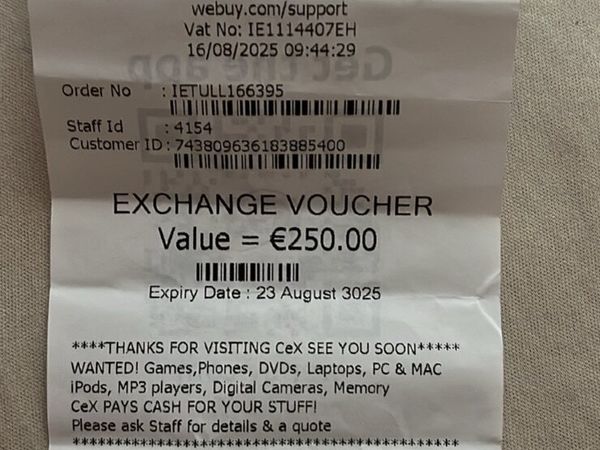 webuy.com/support
Vat No: IE1114407EH
16/08/2025 09:44:29
Order No : IETULL166395
Staff Id : 4154
Customer ID : 743809636183885400
EXCHANGE VOUCHER
Value = €250.00
Expiry Date : 23 August 3025
****THANKS FOR VISITING CeX SEE YOU SOON*****
WANTED! Games,Phones, DVDs, Laptops, PC & MAC
iPods, MP3 players, Digital Cameras, Memory
CeX PAYS CASH FOR YOUR STUFF!
Please ask Staff for details & a quote
********************************************
Get the app